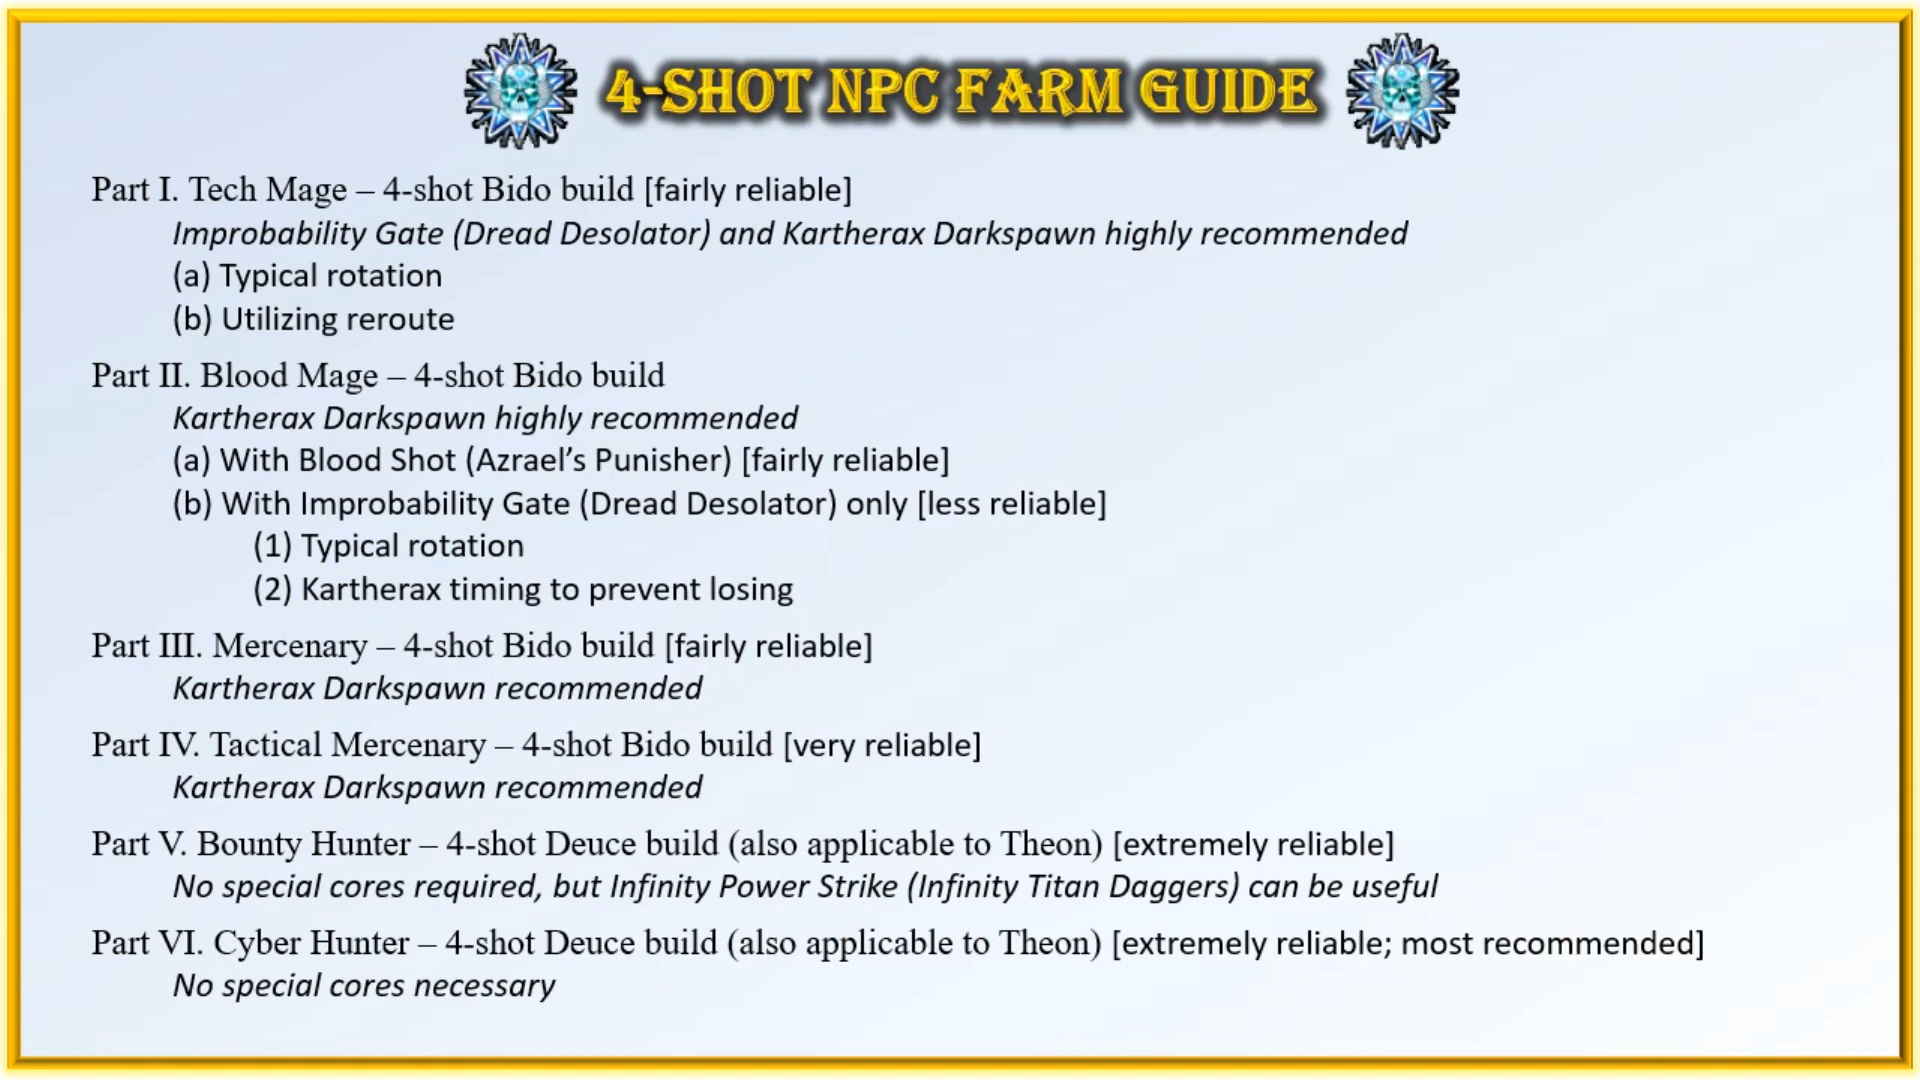 4-SHOT NPC FARM GUIDE
Part I. Tech Mage – 4-shot Bido build [fairly reliable]
Improbability Gate (Dread Desolator) and Kartherax Darkspawn highly recommended
(a) Typical rotation
(b) Utilizing reroute
Part II. Blood Mage – 4-shot Bido build
Kartherax Darkspawn highly recommended
(a) With Blood Shot (Azrael’s Punisher) [fairly reliable]
(b) With Improbability Gate (Dread Desolator) only [less reliable]
(1) Typical rotation
(2) Kartherax timing to prevent losing
Part III. Mercenary – 4-shot Bido build [fairly reliable]
Kartherax Darkspawn recommended
Part IV. Tactical Mercenary – 4-shot Bido build [very reliable]
Kartherax Darkspawn recommended
Part V. Bounty Hunter – 4-shot Deuce build (also applicable to Theon) [extremely reliable]
No special cores required, but Infinity Power Strike (Infinity Titan Daggers) can be useful
Part VI. Cyber Hunter – 4-shot Deuce build (also applicable to Theon) [extremely reliable; most recommended]
No special cores necessary